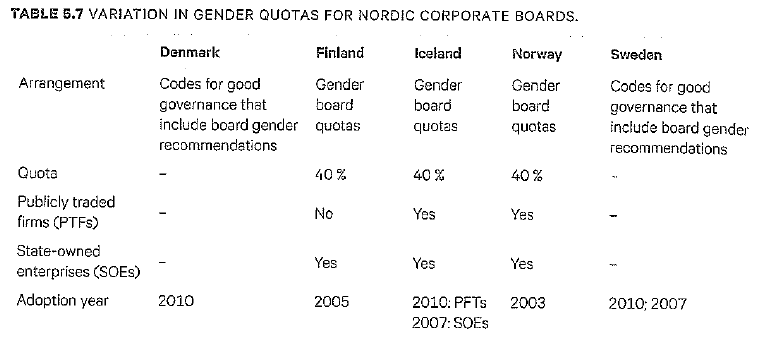 TABLE 5.7 VARIATION IN GENDER QUOTAS FOR NORDIC CORPORATE BOARDS.
Denmark Finland Iceland Norway Sweden
Arrangement Codes for good Gender Gender Gender Codes for good
governance that board board board governance that
include board gender quotas quotas quotas include board gender
recommendations recommendations
Quota – 40 % 40 % 40 % –
Publicly traded
firms (PTFs) – No Yes Yes –
State-owned
enterprises (SOEs) – Yes Yes Yes –
Adoption year 2010 2005 2010: PFTs 2003 2010; 2007
2007: SOEs